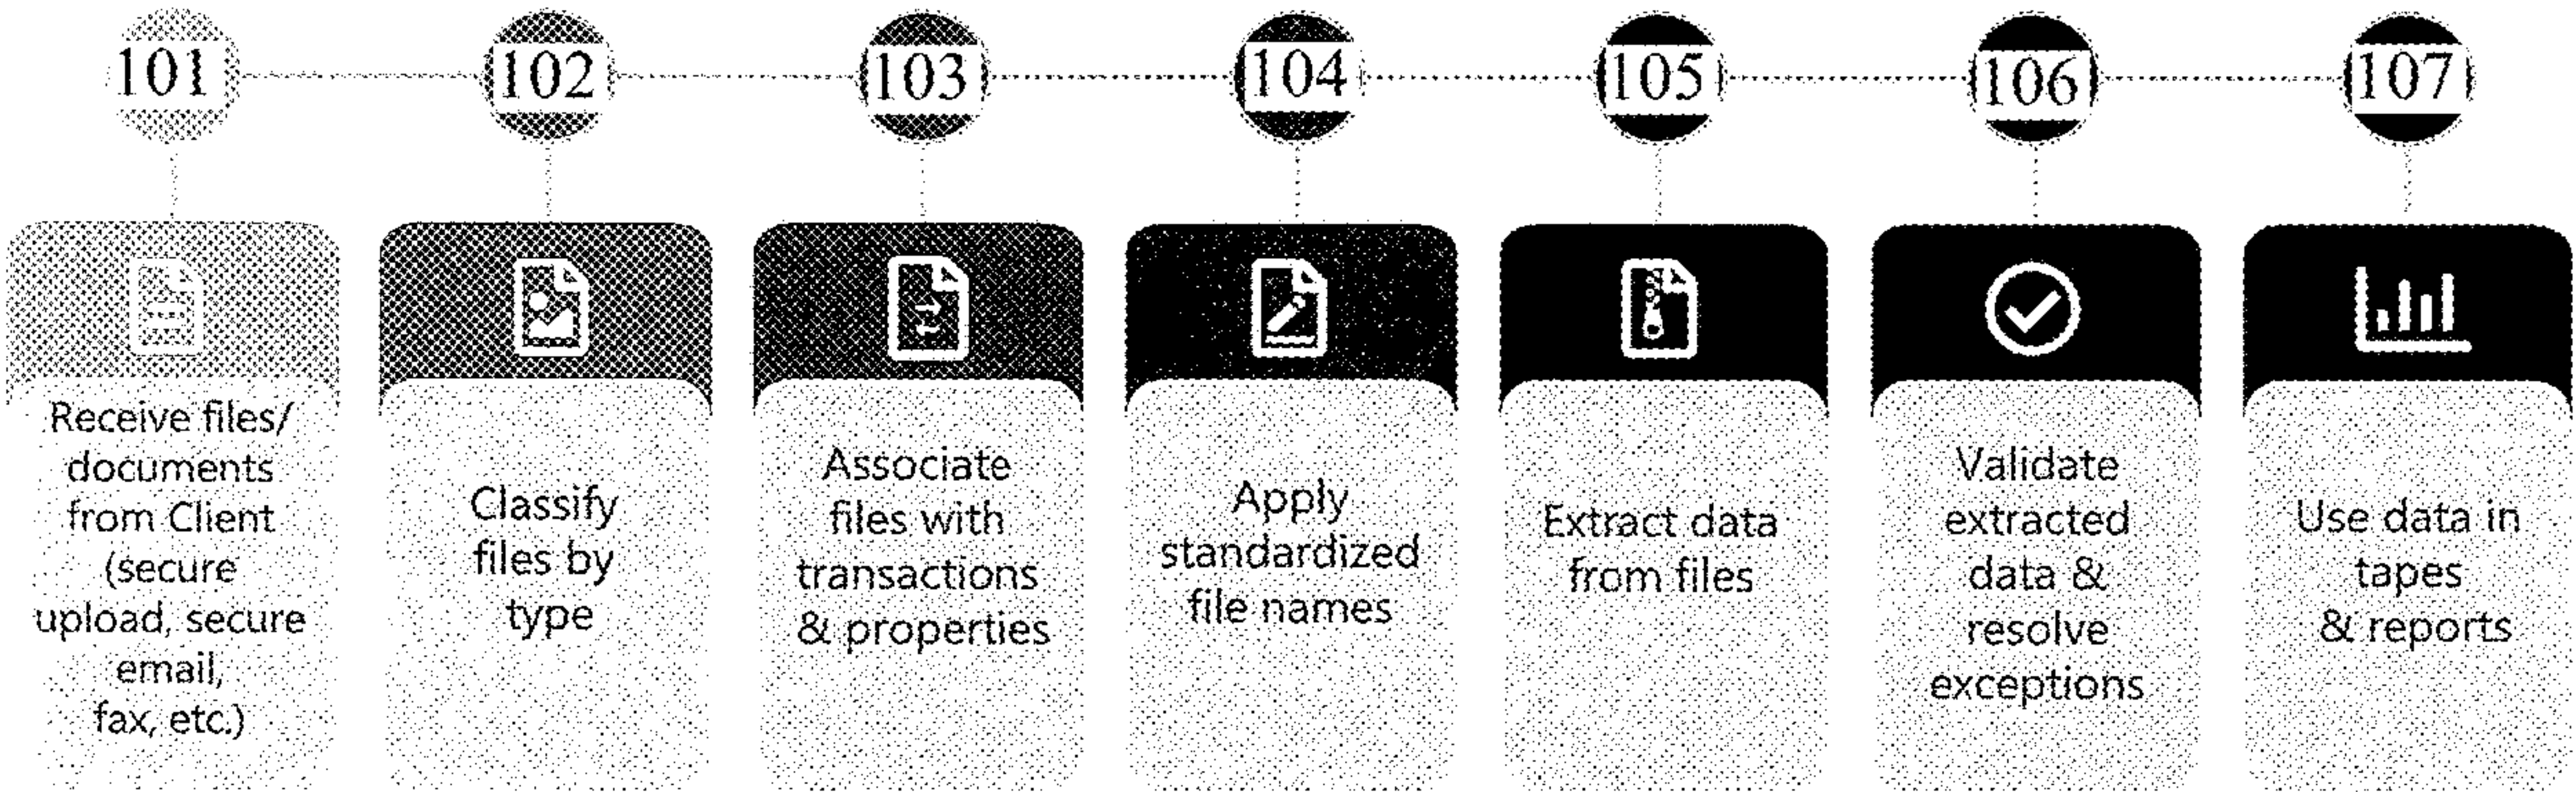 101
102
103
104
105
106
107
Receive files/
documents
from Client
(secure
upload, secure
email,
fax, etc.)
Classify
files by
type
Associate
files with
transactions
& properties
Apply
standardized
file names
Extract data
from files
Validate
extracted
data &
resolve
exceptions
Use data in
tapes
& reports